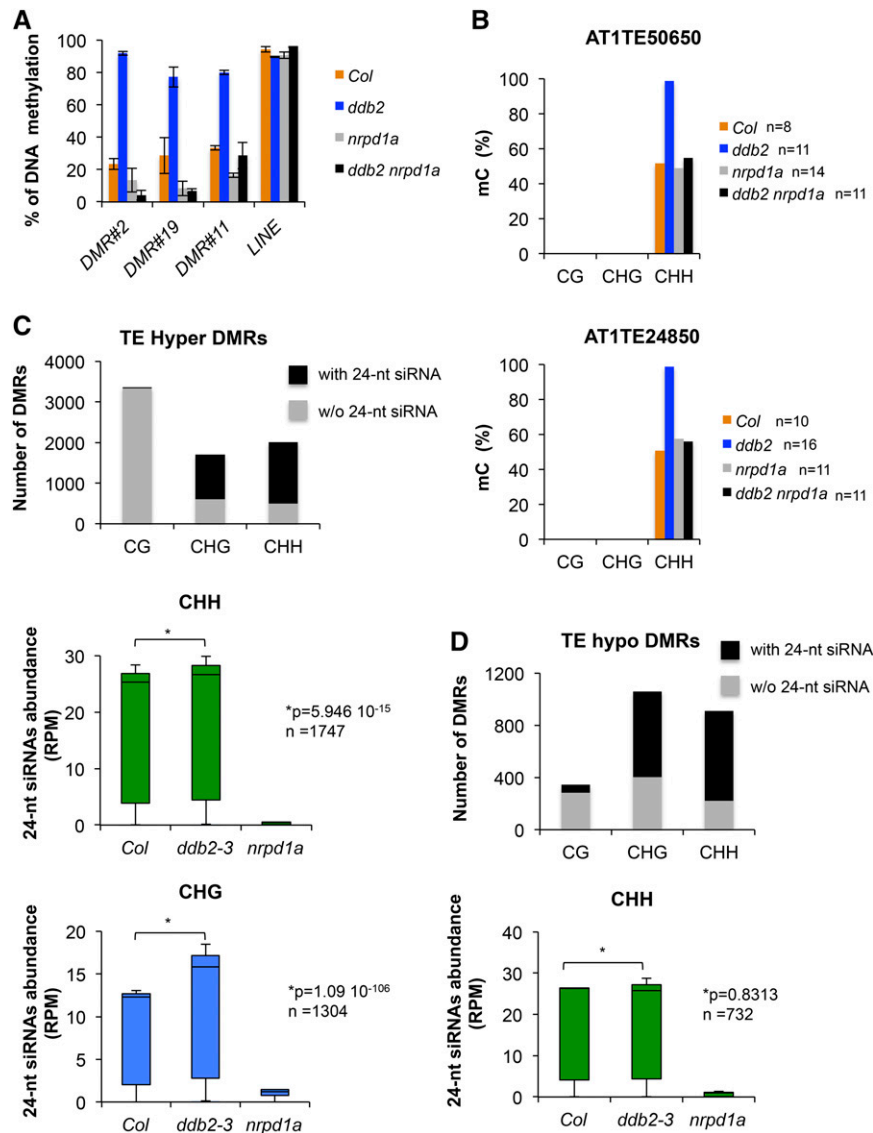 A
% of DNA methylation
100
80
60
40
20
0
DMR#2
DMR#19
DMR#11
LINE
Col
ddb2
nrpd1a
ddb2 nrpd1a
B
AT1TE50650
mC (%)
100
80
60
40
20
0
CG CHG CHH
Col n=8
ddb2 n=11
nrpd1a n=14
ddb2 nrpd1a n=11
AT1TE24850
mC (%)
100
80
60
40
20
0
CG CHG CHH
Col n=10
ddb2 n=16
nrpd1a n=11
ddb2 nrpd1a n=11
C
TE Hyper DMRs
Number of DMRs
4000
3000
2000
1000
0
CG CHG CHH
with 24-nt siRNA
w/o 24-nt siRNA
CHH
24-nt siRNAs abundance
(RPM)
30
20
10
0
*
Col ddb2-3 nrpd1a
*p=5.946 10-15
n =1747
CHG
24-nt siRNAs abundance
(RPM)
20
15
10
5
0
*
Col ddb2-3 nrpd1a
*p=1.09 10-106
n =1304
D
TE hypo DMRs
Number of DMRs
1200
800
400
0
CG CHG CHH
with 24-nt siRNA
w/o 24-nt siRNA
CHH
24-nt siRNAs abundance
(RPM)
40
30
20
10
0
*
Col ddb2-3 nrpd1a
*p=0.8313
n =732